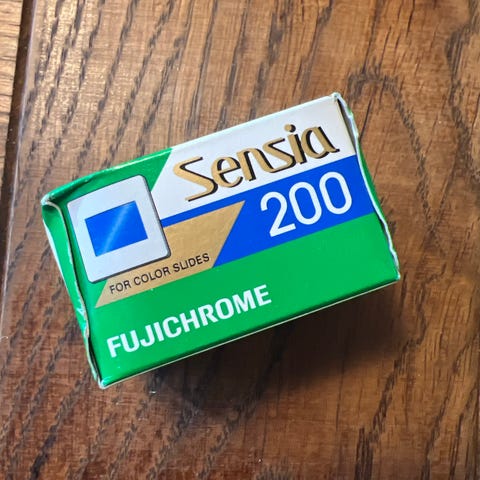 Sensia
200
FOR COLOR SLIDES
FUJICHROME